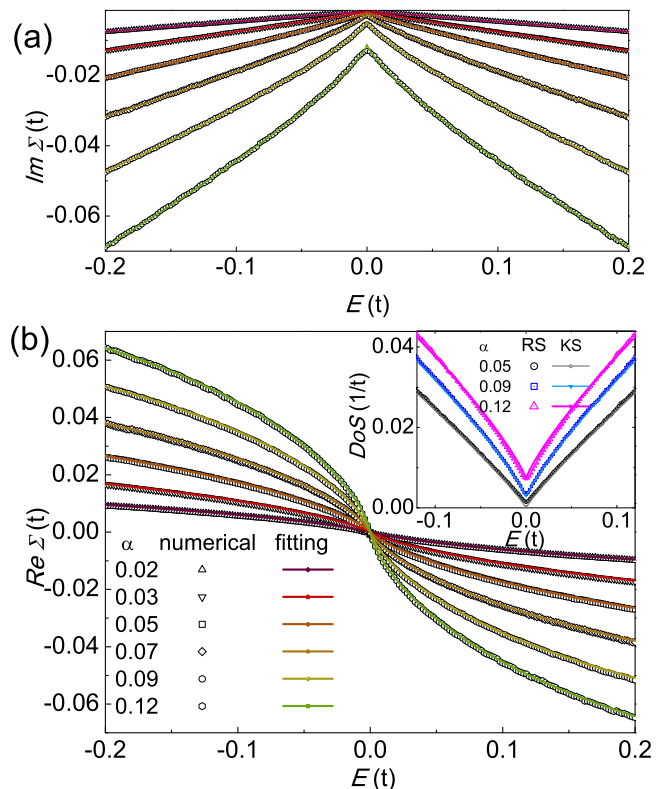 (a)
-0.02
-0.04
-0.06
Im Σ (t)
-0.2 -0.1 0.0 0.1 0.2
E (t)
(b)
0.06
0.04
0.02
0.00
-0.02
-0.04
-0.06
Re Σ (t)
α numerical fitting
0.02
0.03
0.05
0.07
0.09
0.12
-0.2 -0.1 0.0 0.1 0.2
E (t)
0.04
0.02
0.00
DoS (1/t)
α RS KS
0.05
0.09
0.12
-0.1 0.0 0.1
E (t)